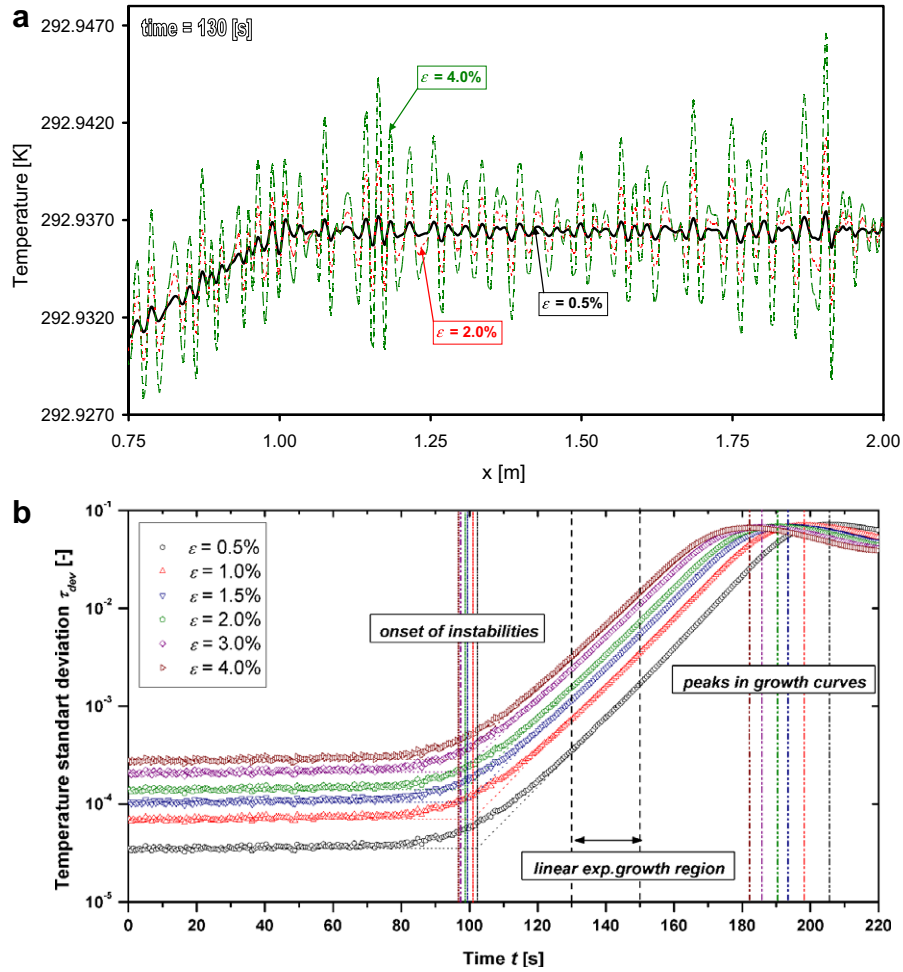 a
time = 130 [s]
292.9470
292.9420
292.9370
292.9320
292.9270
Temperature [K]
ε = 4.0%
ε = 2.0%
ε = 0.5%
0.75
1.00
1.25
1.50
1.75
2.00
x [m]
b
10⁻¹
10⁻²
10⁻³
10⁻⁴
10⁻⁵
Temperature standart deviation τdev [-]
ε = 0.5%
ε = 1.0%
ε = 1.5%
ε = 2.0%
ε = 3.0%
ε = 4.0%
onset of instabilities
peaks in growth curves
linear exp.growth region
0
20
40
60
80
100
120
140
160
180
200
220
Time t [s]